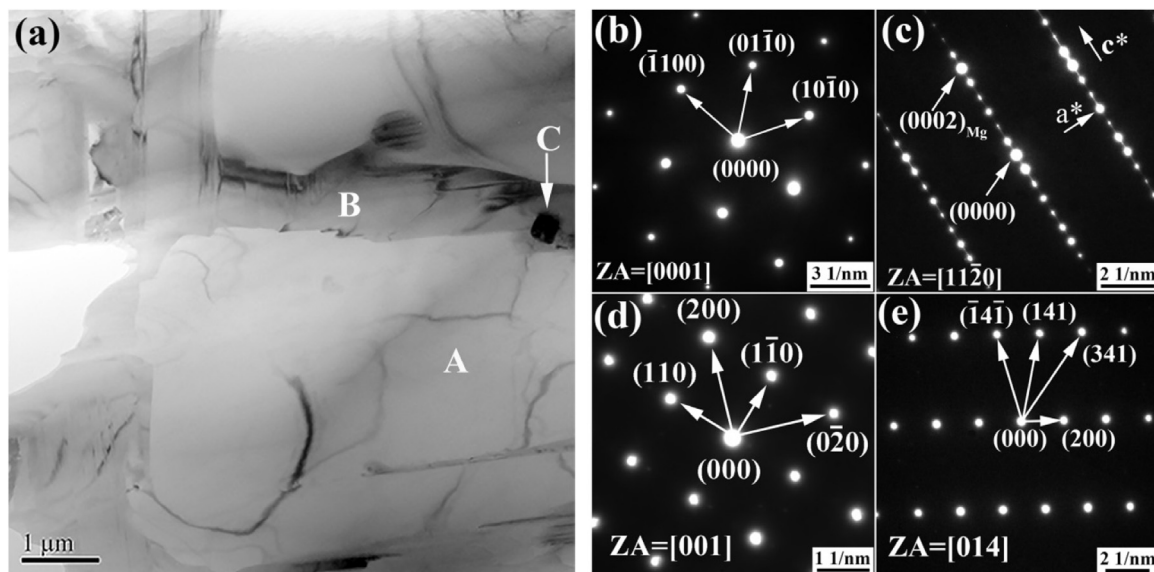 (a)
C
B
A
1 μm
(b)
(01̅10)
(1̅100)
(101̅0)
(0000)
ZA=[0001]
3 1/nm
(c)
c*
(0002)Mg
a*
(0000)
ZA=[112̅0]
2 1/nm
(d)
(200)
(11̅0)
(110)
(02̅0)
(000)
ZA=[001]
1 1/nm
(e)
(1̅41̅)
(141)
(341)
(000)
(200)
ZA=[014]
2 1/nm